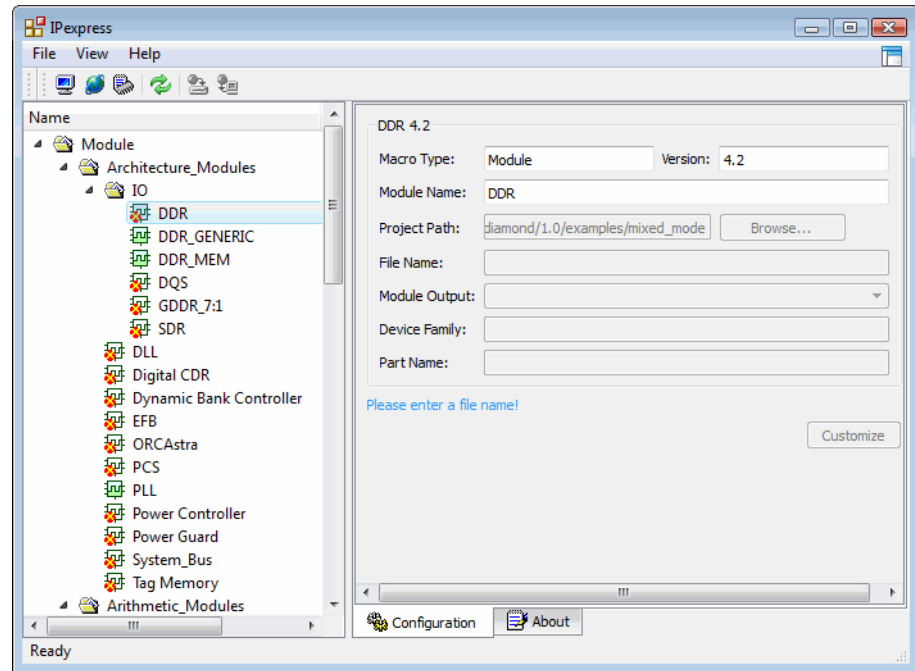 IPexpress
File View Help
Name
Module
Architecture_Modules
IO
DDR
DDR_GENERIC
DDR_MEM
DQS
GDDR_7:1
SDR
DLL
Digital CDR
Dynamic Bank Controller
EFB
ORCAstra
PCS
PLL
Power Controller
Power Guard
System_Bus
Tag Memory
Arithmetic_Modules
DDR 4.2
Macro Type: Module Version: 4.2
Module Name: DDR
Project Path: diamond/1.0/examples/mixed_mode Browse...
File Name:
Module Output:
Device Family:
Part Name:
Please enter a file name!
Customize
Configuration About
Ready